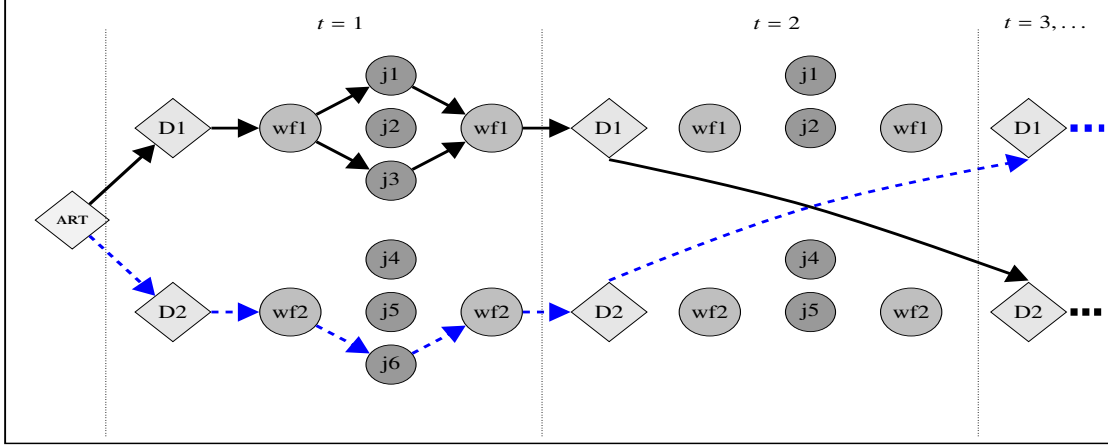 t = 1
t = 2
t = 3, . . .
j1
j1
D1
wf1
j2
wf1
D1
wf1
j2
wf1
D1
j3
ART
j4
j4
D2
wf2
j5
wf2
D2
wf2
j5
wf2
D2
j6